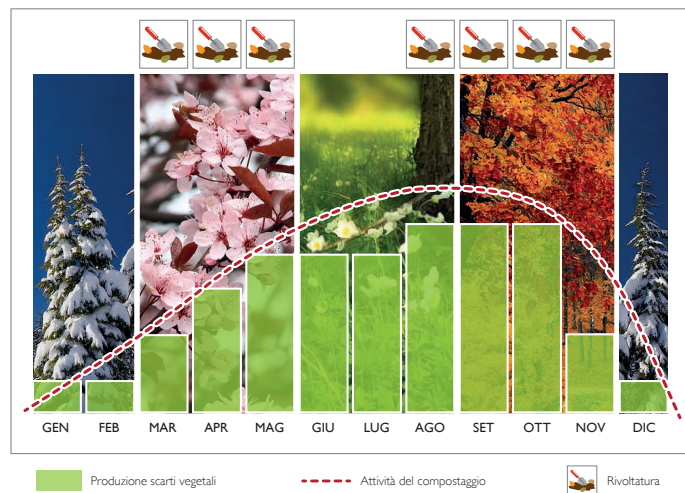 GEN FEB MAR APR MAG GIU LUG AGO SET OTT NOV DIC
Produzione scarti vegetali Attività del compostaggio Rivoltatura